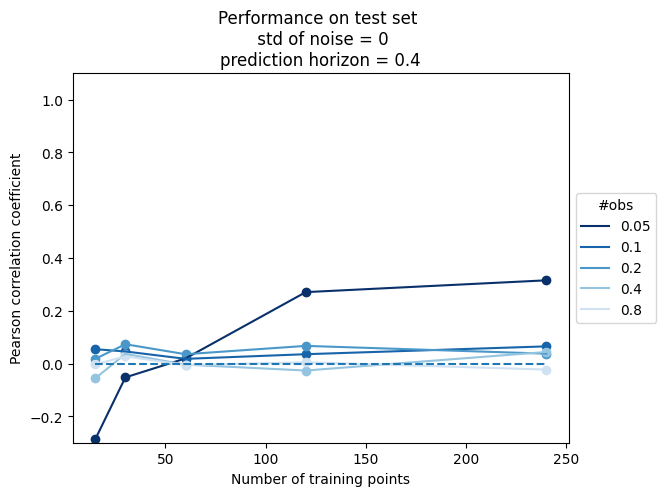 Performance on test set
std of noise = 0
prediction horizon = 0.4
Pearson correlation coefficient
1.0
0.8
0.6
0.4
0.2
0.0
−0.2
50
100
150
200
250
Number of training points
#obs
0.05
0.1
0.2
0.4
0.8